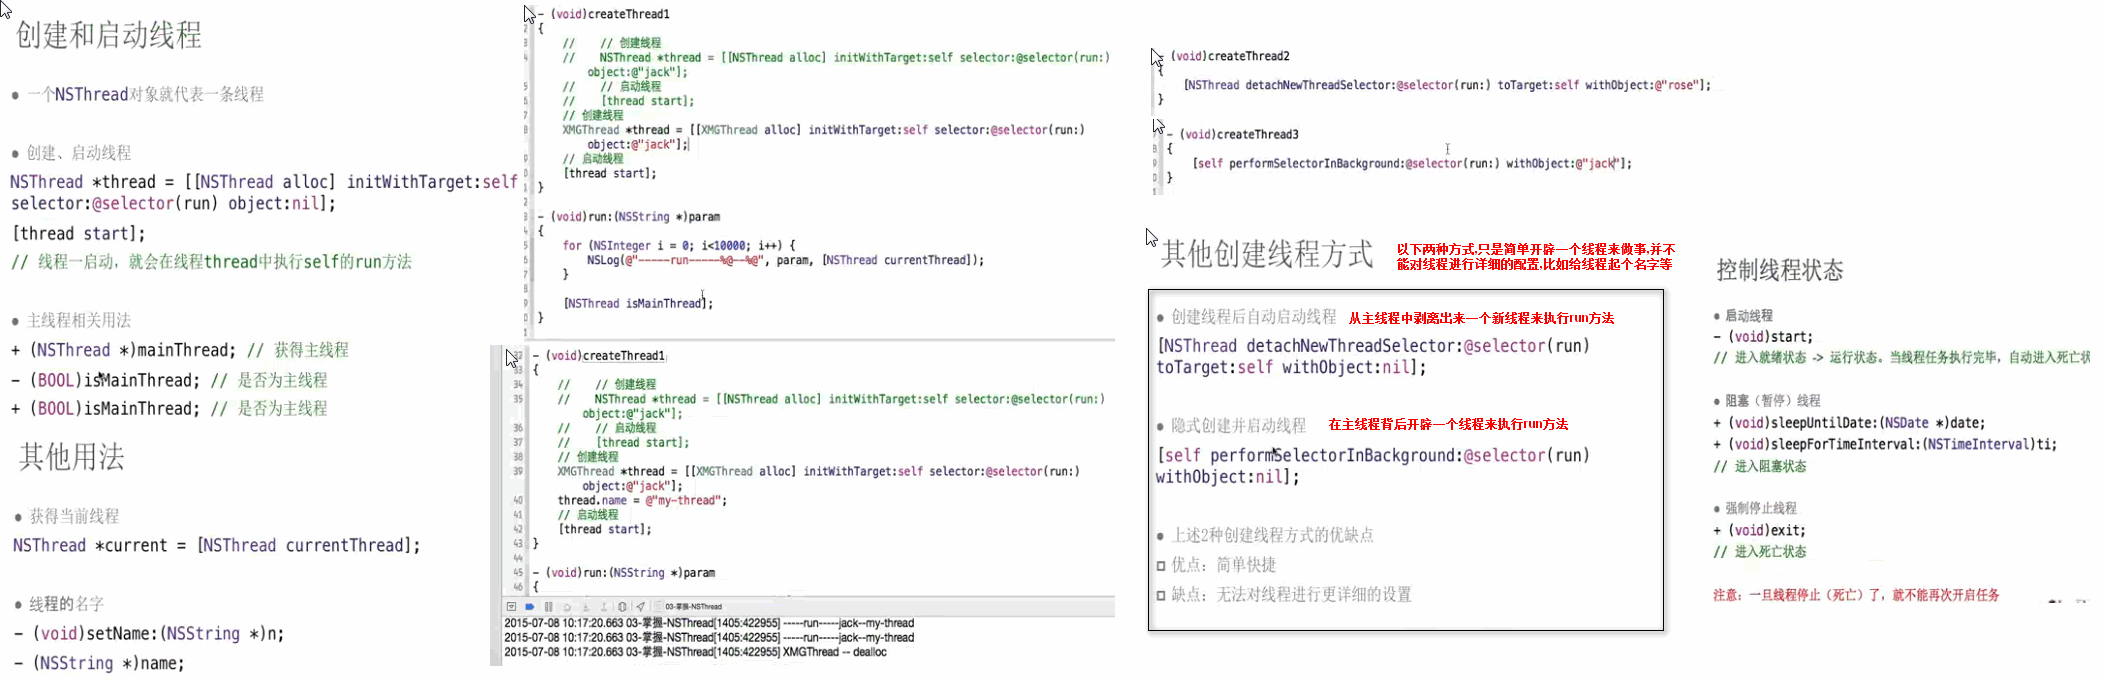 创建和启动线程
● 一个NSThread对象就代表一条线程
● 创建、启动线程
NSThread *thread = [[NSThread alloc] initWithTarget:self
selector:@selector(run) object:nil];
[thread start];
// 线程一启动，就会在线程thread中执行self的run方法
● 主线程相关用法
+ (NSThread *)mainThread; // 获得主线程
- (BOOL)isMainThread; // 是否为主线程
+ (BOOL)isMainThread; // 是否为主线程
其他用法
● 获得当前线程
NSThread *current = [NSThread currentThread];
● 线程的名字
- (void)setName:(NSString *)n;
- (NSString *)name;
- (void)createThread1
{
// // 创建线程
// NSThread *thread = [[NSThread alloc] initWithTarget:self selector:@selector(run:)
object:@"jack"];
// // 启动线程
// [thread start];
// 创建线程
XMGThread *thread = [[XMGThread alloc] initWithTarget:self selector:@selector(run:)
object:@"jack"];
// 启动线程
[thread start];
}
- (void)run:(NSString *)param
{
for (NSInteger i = 0; i<10000; i++) {
NSLog(@"-----run-----%@--%@", param, [NSThread currentThread]);
}
[NSThread isMainThread];
}
32 - (void)createThread1
33 {
34 // // 创建线程
35 // NSThread *thread = [[NSThread alloc] initWithTarget:self selector:@selector(run:)
object:@"jack"];
36 // // 启动线程
37 // [thread start];
38 // 创建线程
39 XMGThread *thread = [[XMGThread alloc] initWithTarget:self selector:@selector(run:)
object:@"jack"];
40 thread.name = @"my-thread";
41 // 启动线程
42 [thread start];
43 }
44
45 - (void)run:(NSString *)param
46 {
03-掌握-NSThread
2015-07-08 10:17:20.663 03-掌握-NSThread[1405:422955] -----run-----jack--my-thread
2015-07-08 10:17:20.663 03-掌握-NSThread[1405:422955] -----run-----jack--my-thread
2015-07-08 10:17:20.663 03-掌握-NSThread[1405:422955] XMGThread -- dealloc
- (void)createThread2
{
[NSThread detachNewThreadSelector:@selector(run:) toTarget:self withObject:@"rose"];
}
- (void)createThread3
{
[self performSelectorInBackground:@selector(run:) withObject:@"jack"];
}
其他创建线程方式
以下两种方式,只是简单开辟一个线程来做事,并不
能对线程进行详细的配置,比如给线程起个名字等
● 创建线程后自动启动线程 从主线程中剥离出来一个新线程来执行run方法
[NSThread detachNewThreadSelector:@selector(run)
toTarget:self withObject:nil];
● 隐式创建并启动线程 在主线程背后开辟一个线程来执行run方法
[self performSelectorInBackground:@selector(run)
withObject:nil];
● 上述2种创建线程方式的优缺点
□ 优点：简单快捷
□ 缺点：无法对线程进行更详细的设置
控制线程状态
● 启动线程
- (void)start;
// 进入就绪状态 -> 运行状态。当线程任务执行完毕，自动进入死亡状
● 阻塞（暂停）线程
+ (void)sleepUntilDate:(NSDate *)date;
+ (void)sleepForTimeInterval:(NSTimeInterval)ti;
// 进入阻塞状态
● 强制停止线程
+ (void)exit;
// 进入死亡状态
注意：一旦线程停止（死亡）了，就不能再次开启任务